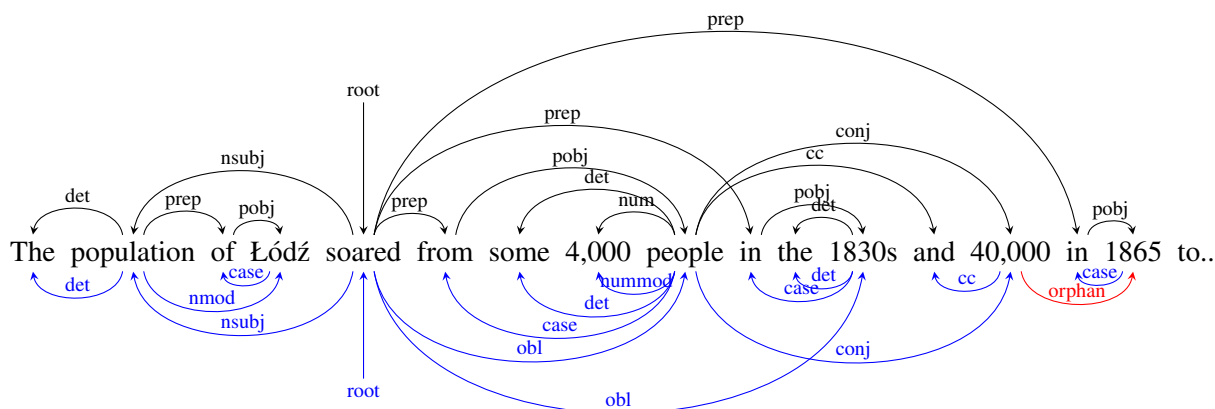 prep
root
prep
conj
nsubj
pobj
cc
det
det
prep
pobj
prep
num
pobj
det
pobj
The population of Łódź soared from some 4,000 people in the 1830s and 40,000 in 1865 to..
det
case
nummod
det
case
cc
case
nmod
det
case
orphan
nsubj
case
obl
conj
root
obl